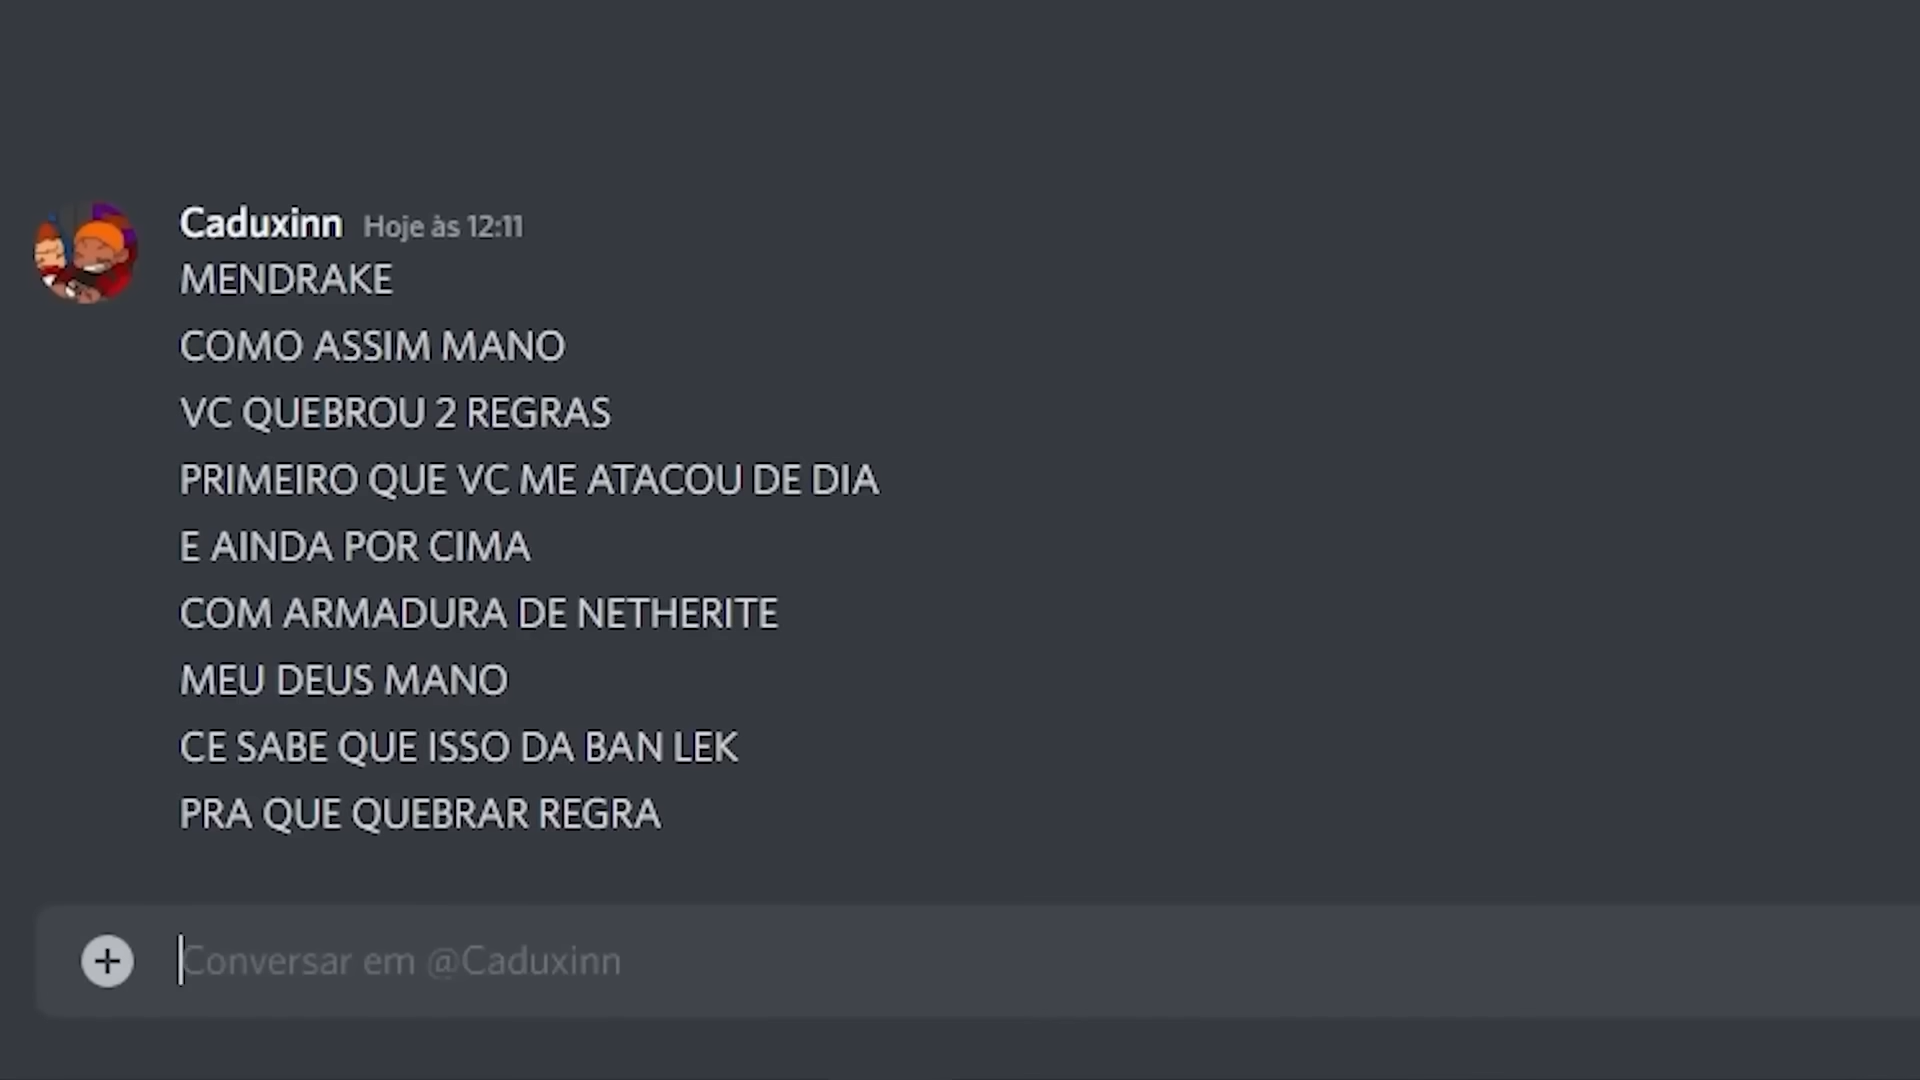 Caduxinn Hoje às 12:11
MENDRAKE
COMO ASSIM MANO
VC QUEBROU 2 REGRAS
PRIMEIRO QUE VC ME ATACOU DE DIA
E AINDA POR CIMA
COM ARMADURA DE NETHERITE
MEU DEUS MANO
CE SABE QUE ISSO DA BAN LEK
PRA QUE QUEBRAR REGRA
Conversar em @Caduxinn